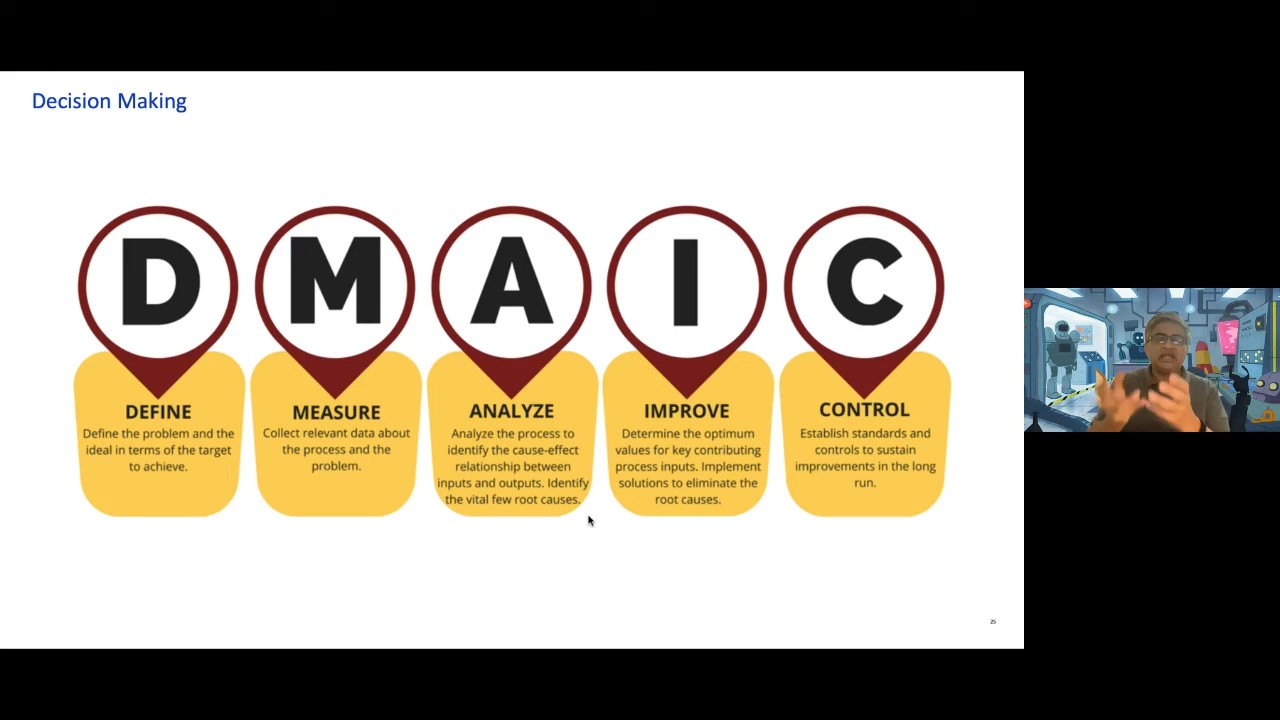 Decision Making
D M A I C
DEFINE
Define the problem and the
ideal in terms of the target
to achieve.
MEASURE
Collect relevant data about
the process and the
problem.
ANALYZE
Analyze the process to
identify the cause-effect
relationship between
inputs and outputs. Identify
the vital few root causes.
IMPROVE
Determine the optimum
values for key contributing
process inputs. Implement
solutions to eliminate the
root causes.
CONTROL
Establish standards and
controls to sustain
improvements in the long
run.
25